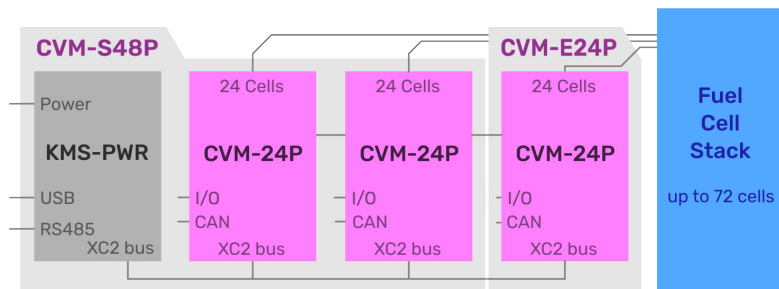 CVM-S48P
CVM-E24P
Power
KMS-PWR
USB
RS485
XC2 bus
24 Cells
CVM-24P
I/O
CAN
XC2 bus
24 Cells
CVM-24P
I/O
CAN
XC2 bus
24 Cells
CVM-24P
I/O
CAN
XC2 bus
Fuel
Cell
Stack
up to 72 cells